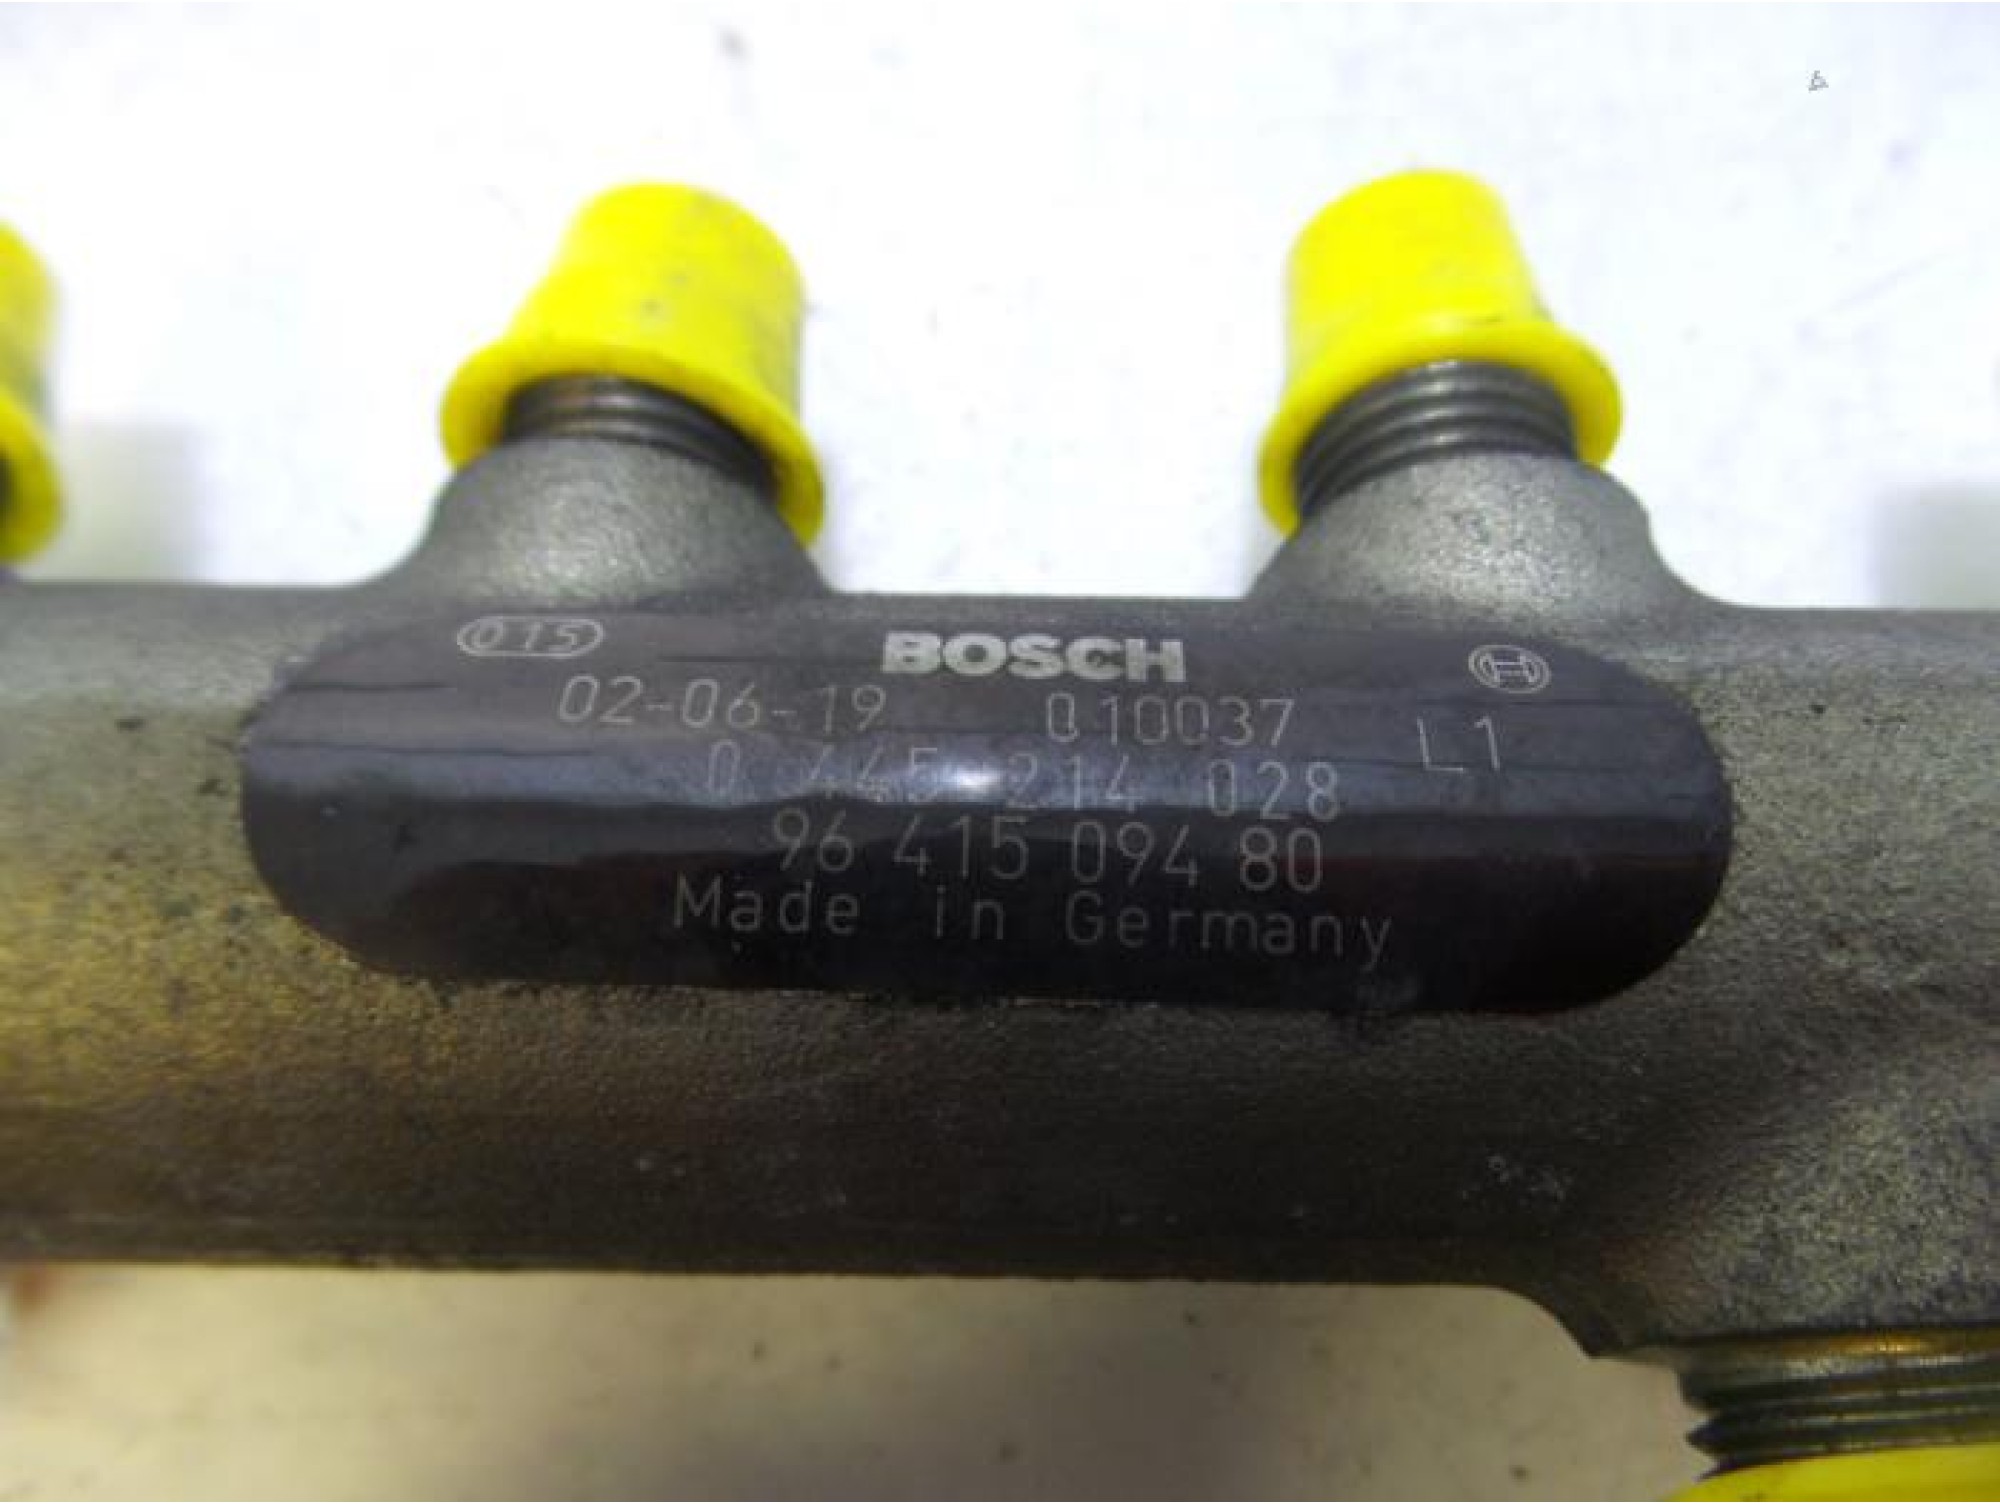 015
BOSCH
02-06-19 010037
L1
0 445 214 028
96 415 094 80
Made in Germany